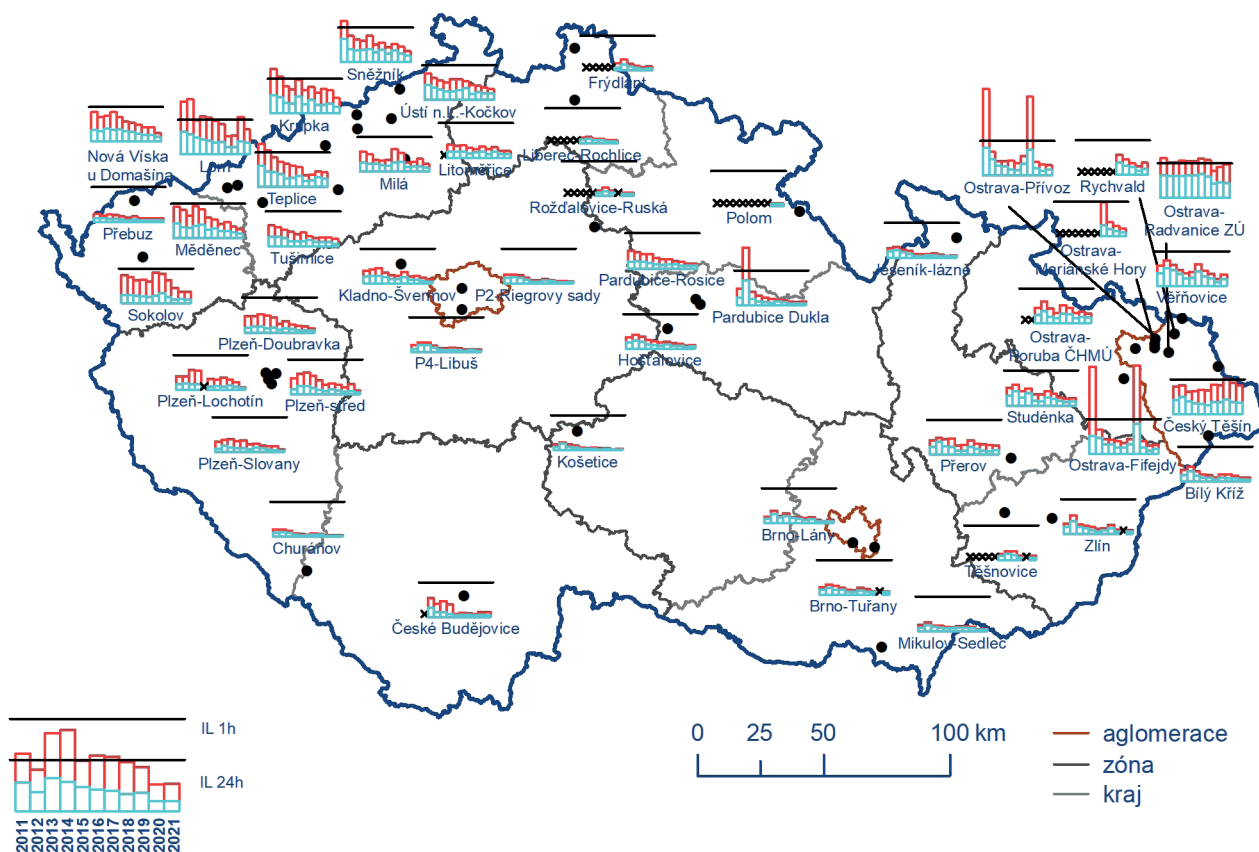 Sněžník
Frýdlant
Ústí n.L.-Kočkov
Krupka
Nová Víska
u Domašína
Lom
Liberec-Rochlice
Litoměřice
Milá
Teplice
Ostrava-Přívoz
Rychvald
Ostrava-
Radvanice ZÚ
Rožďalovice-Ruská
Polom
Přebuz
Měděnec
Tušimice
Ostrava-
Mariánské Hory
Jeseník-lázně
Pardubice-Rosice
Kladno-Švermov
P2-Riegrovy sady
Věřňovice
Sokolov
Pardubice Dukla
Plzeň-Doubravka
Ostrava-
Poruba ČHMÚ
P4-Libuš
Hošťalovice
Plzeň-Lochotín
Plzeň-střed
Studénka
Český Těšín
Plzeň-Slovany
Košetice
Přerov
Ostrava-Fifejdy
Bílý Kříž
Churáňov
Brno-Lány
Zlín
Těšnovice
Brno-Tuřany
České Budějovice
Mikulov-Sedlec
IL 1h
IL 24h
2011
2012
2013
2014
2015
2016
2017
2018
2019
2020
2021
0 25 50 100 km
aglomerace
zóna
kraj